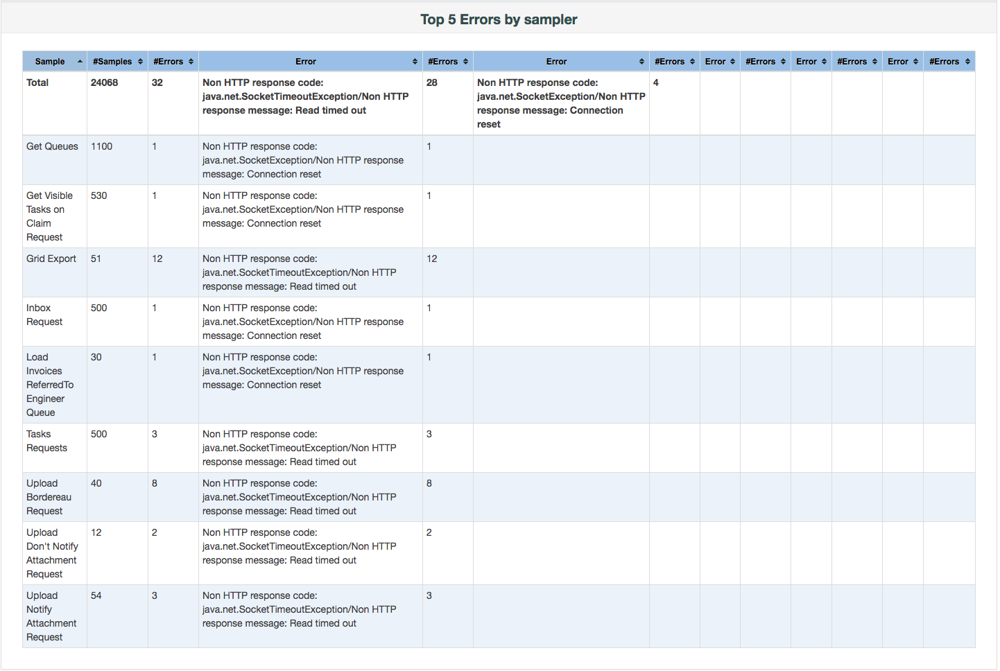 Top 5 Errors by sampler
Sample #Samples #Errors Error #Errors Error #Errors Error #Errors Error #Errors Error #Errors
Total 24068 32 Non HTTP response code: 28 Non HTTP response code: 4
java.net.SocketTimeoutException/Non HTTP java.net.SocketException/Non HTTP
response message: Read timed out response message: Connection
reset
Get Queues 1100 1 Non HTTP response code: 1
java.net.SocketException/Non HTTP response
message: Connection reset
Get Visible 530 1 Non HTTP response code: 1
Tasks on java.net.SocketException/Non HTTP response
Claim message: Connection reset
Request
Grid Export 51 12 Non HTTP response code: 12
java.net.SocketTimeoutException/Non HTTP
response message: Read timed out
Inbox 500 1 Non HTTP response code: 1
Request java.net.SocketException/Non HTTP response
message: Connection reset
Load 30 1 Non HTTP response code: 1
Invoices java.net.SocketException/Non HTTP response
ReferredTo message: Connection reset
Engineer
Queue
Tasks 500 3 Non HTTP response code: 3
Requests java.net.SocketTimeoutException/Non HTTP
response message: Read timed out
Upload 40 8 Non HTTP response code: 8
Bordereau java.net.SocketTimeoutException/Non HTTP
Request response message: Read timed out
Upload 12 2 Non HTTP response code: 2
Don't Notify java.net.SocketTimeoutException/Non HTTP
Attachment response message: Read timed out
Request
Upload 54 3 Non HTTP response code: 3
Notify java.net.SocketTimeoutException/Non HTTP
Attachment response message: Read timed out
Request